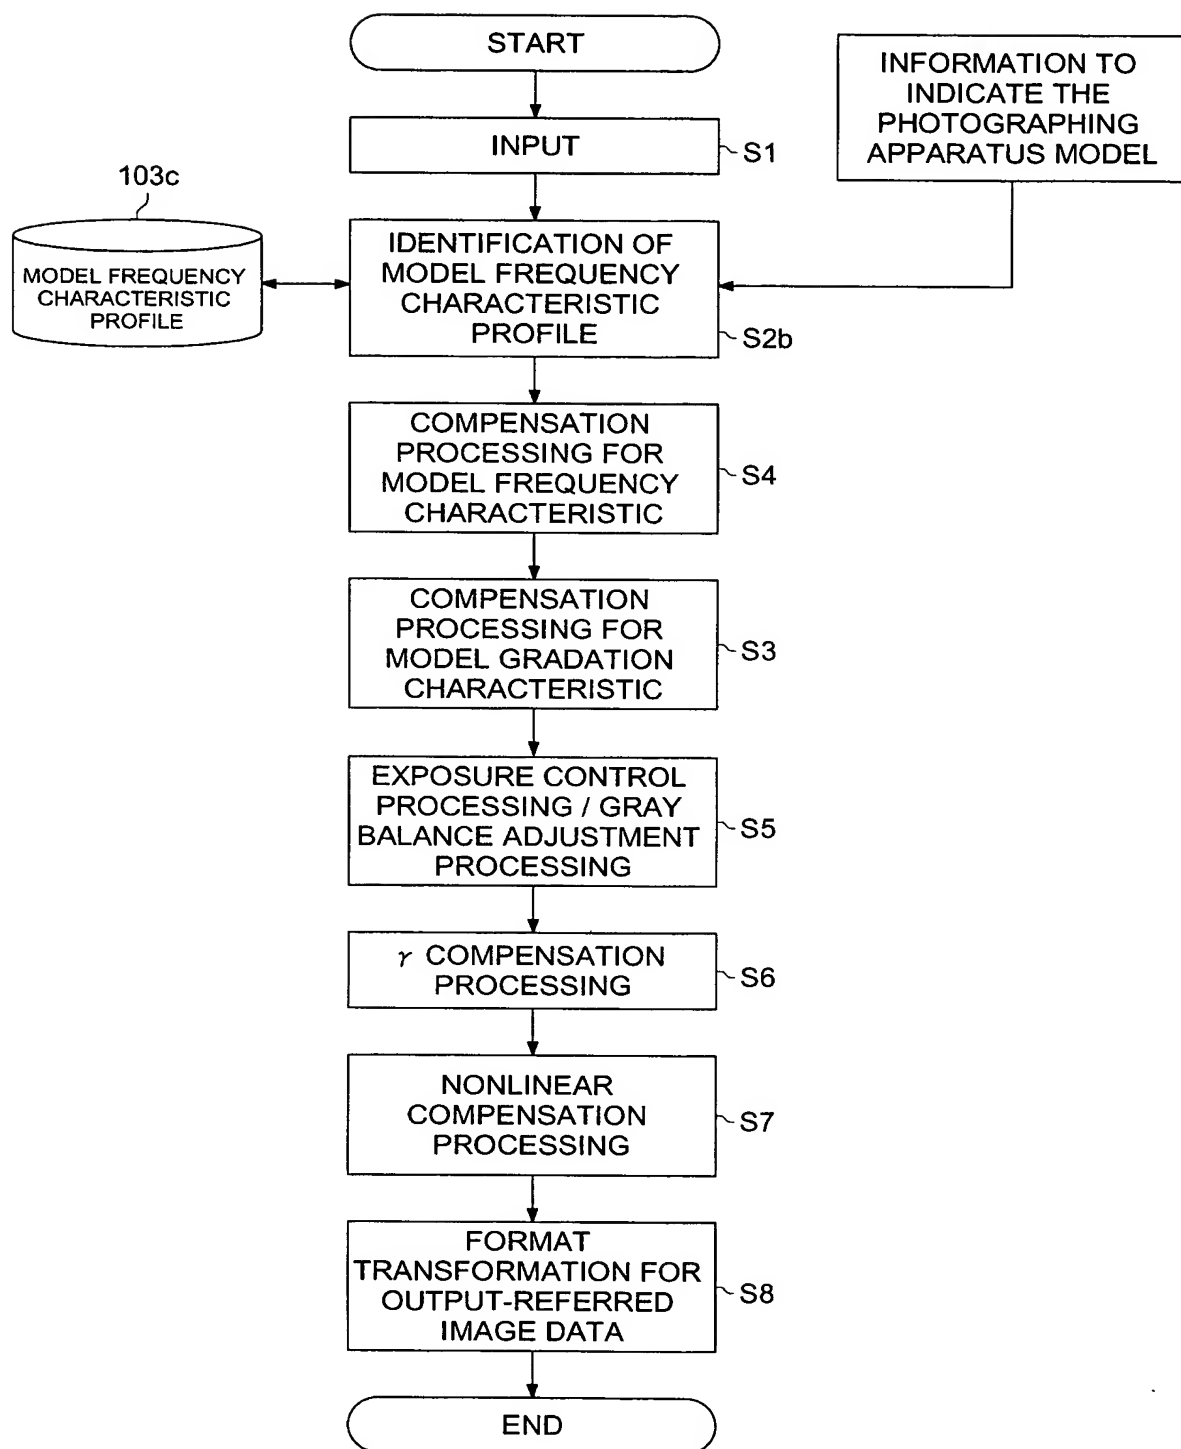 START
INFORMATION TO
INDICATE THE
PHOTOGRAPHING
APPARATUS MODEL
INPUT
S1
103c
MODEL FREQUENCY
CHARACTERISTIC
PROFILE
IDENTIFICATION OF
MODEL FREQUENCY
CHARACTERISTIC
PROFILE
S2b
COMPENSATION
PROCESSING FOR
MODEL FREQUENCY
CHARACTERISTIC
S4
COMPENSATION
PROCESSING FOR
MODEL GRADATION
CHARACTERISTIC
S3
EXPOSURE CONTROL
PROCESSING / GRAY
BALANCE ADJUSTMENT
PROCESSING
S5
γ COMPENSATION
PROCESSING
S6
NONLINEAR
COMPENSATION
PROCESSING
S7
FORMAT
TRANSFORMATION FOR
OUTPUT-REFERRED
IMAGE DATA
S8
END